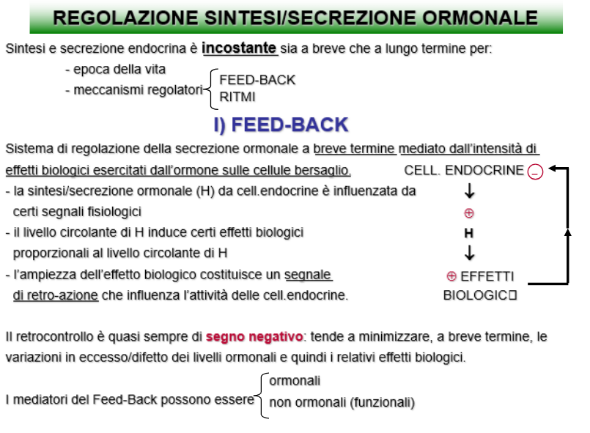 REGOLAZIONE SINTESI/SECREZIONE ORMONALE
Sintesi e secrezione endocrina è incostante sia a breve che a lungo termine per:
- epoca della vita
- meccanismi regolatori
FEED-BACK
RITMI
I) FEED-BACK
Sistema di regolazione della secrezione ormonale a breve termine mediato dall'intensità di
effetti biologici esercitati dall'ormone sulle cellule bersaglio.
CELL. ENDOCRINE -
- la sintesi/secrezione ormonale (H) da cell.endocrine è influenzata da
certi segnali fisiologici
+
- il livello circolante di H induce certi effetti biologici
H
proporzionali al livello circolante di H
- l'ampiezza dell'effetto biologico costituisce un segnale
+ EFFETTI
di retro-azione che influenza l'attività delle cell.endocrine.
BIOLOGIC
Il retrocontrollo è quasi sempre di segno negativo: tende a minimizzare, a breve termine, le
variazioni in eccesso/difetto dei livelli ormonali e quindi i relativi effetti biologici.
I mediatori del Feed-Back possono essere
ormonali
non ormonali (funzionali)